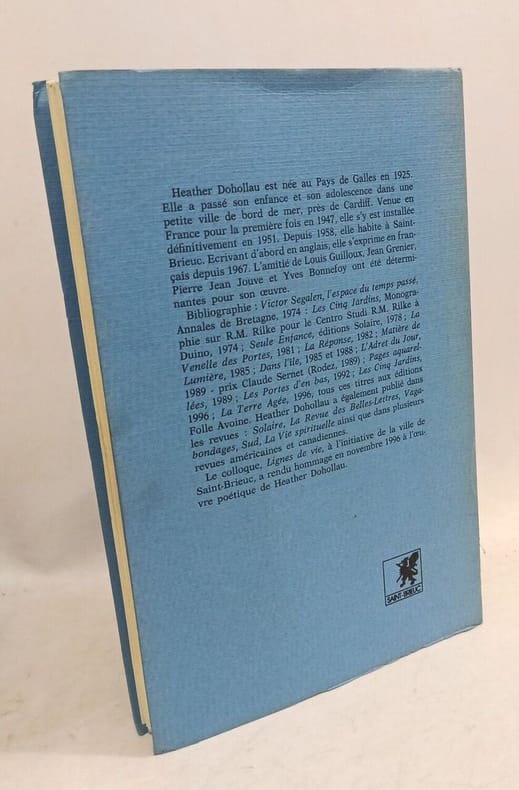 Heather Dohollau est née au Pays de Galles en 1925.
Elle a passé son enfance et son adolescence dans une
petite ville de bord de mer, près de Cardiff. Venue en
France pour la première fois en 1947, elle s'y est installée
définitivement en 1951. Depuis 1958, elle habite à Saint-
Brieuc. Ecrivant d'abord en anglais, elle s'exprime en fran-
çais depuis 1967. L'amitié de Louis Guilloux, Jean Grenier,
Pierre Jean Jouve et Yves Bonnefoy ont été détermi-
nantes pour son œuvre.
Bibliographie : Victor Segalen, l'espace du temps passé,
Annales de Bretagne, 1974 : Les Cinq Jardins, Monogra-
phie sur R.M. Rilke pour le Centro Studi R.M. Rilke à
Duino, 1974 ; Seule Enfance, éditions Solaire, 1978 ; La
Venelle des Portes, 1981 ; La Réponse, 1982 ; Matière de
Lumière, 1985 ; Dans l'île, 1985 et 1988 ; L'Adret du Jour,
1989 - prix Claude Sernet (Rodez, 1989) ; Pages aquarel-
lées, 1989 ; Les Portes d'en bas, 1992 ; Les Cinq Jardins,
1996 ; La Terre Agée, 1996, tous ces titres aux éditions
Folle Avoine. Heather Dohollau a également publié dans
les revues : Solaire, La Revue des Belles-Lettres, Vaga-
bondages, Sud, La Vie spirituelle ainsi que dans plusieurs
revues américaines et canadiennes.
Le colloque, Lignes de vie, à l'initiative de la ville de
Saint-Brieuc, a rendu hommage en novembre 1996 à l'œu-
vre poétique de Heather Dohollau.
SAINT-BRIEUC